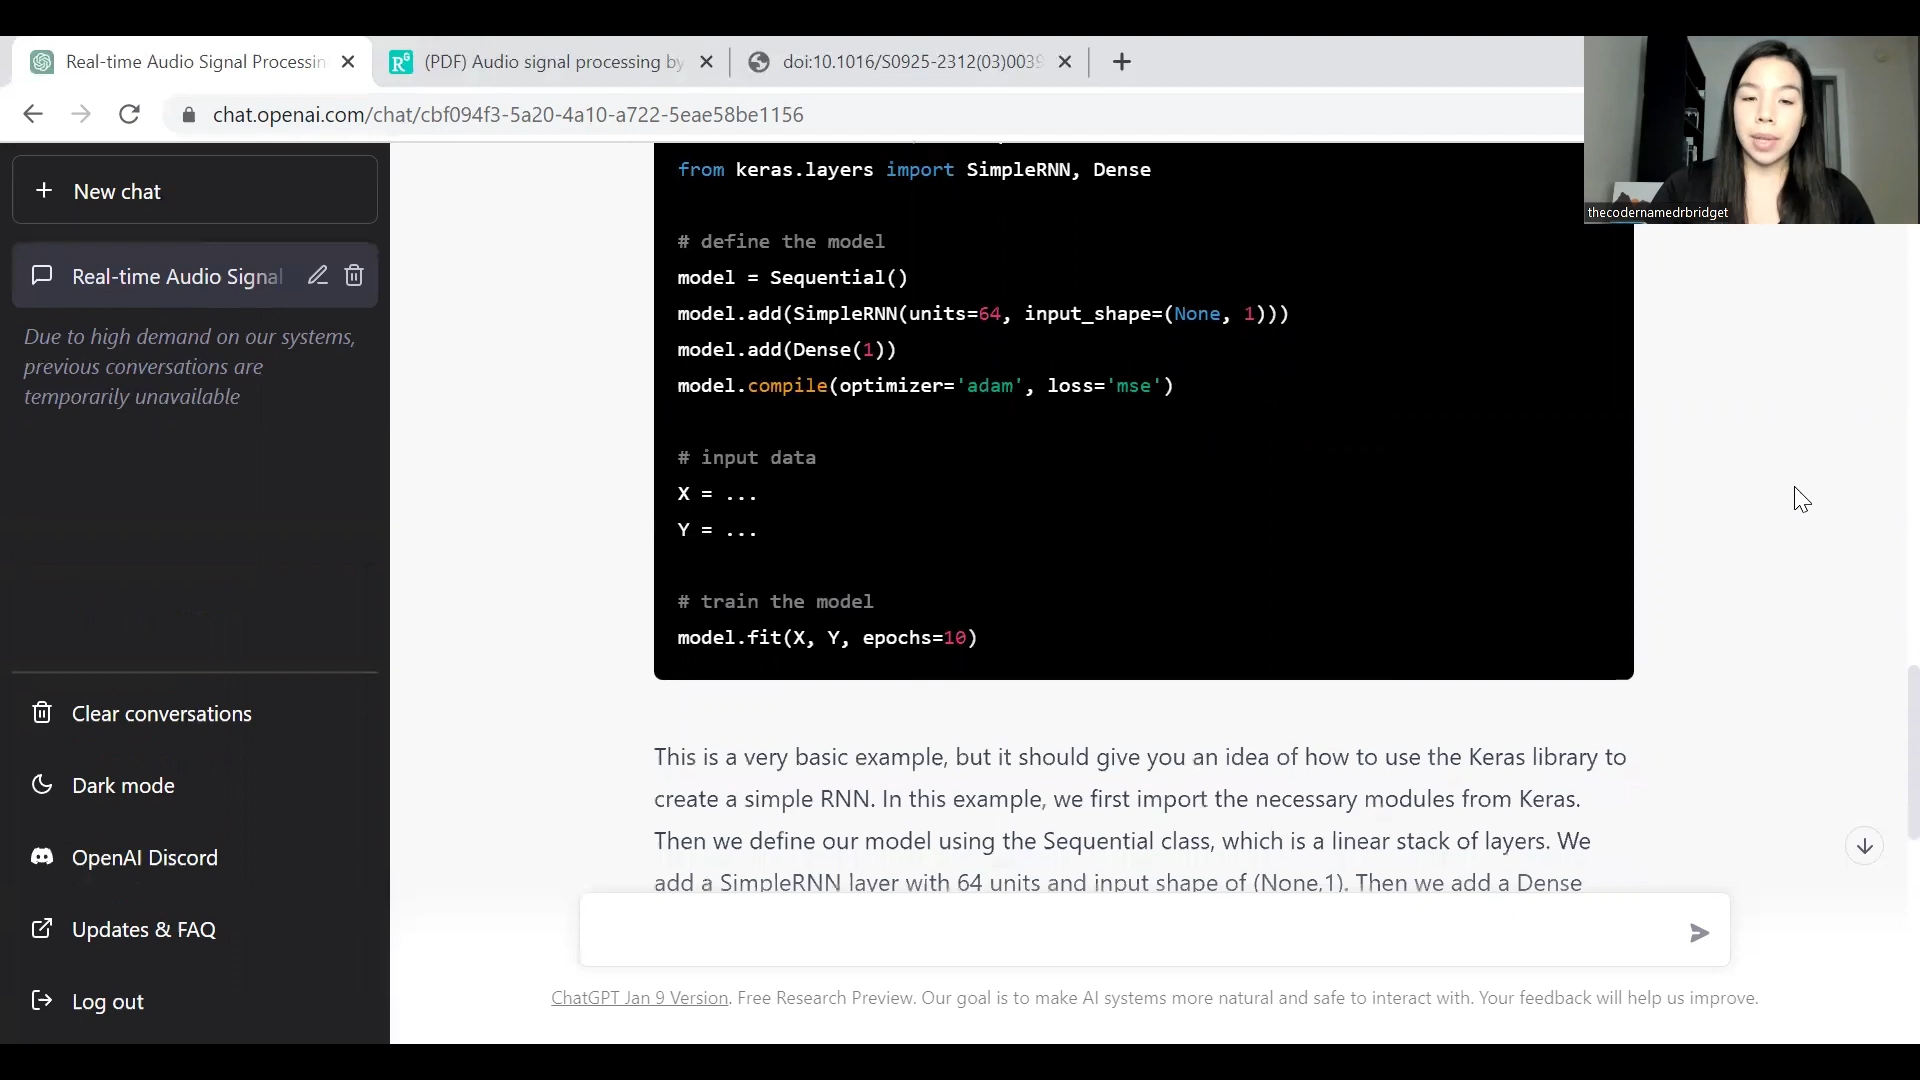 Real-time Audio Signal Processin
(PDF) Audio signal processing by
doi:10.1016/S0925-2312(03)0039
chat.openai.com/chat/cbf094f3-5a20-4a10-a722-5eae58be1156
thecodernamedrbridget
New chat
Real-time Audio Signal
Due to high demand on our systems,
previous conversations are
temporarily unavailable
Clear conversations
Dark mode
OpenAI Discord
Updates & FAQ
Log out
from keras.layers import SimpleRNN, Dense
# define the model
model = Sequential()
model.add(SimpleRNN(units=64, input_shape=(None, 1)))
model.add(Dense(1))
model.compile(optimizer='adam', loss='mse')
# input data
X = ...
Y = ...
# train the model
model.fit(X, Y, epochs=10)
This is a very basic example, but it should give you an idea of how to use the Keras library to
create a simple RNN. In this example, we first import the necessary modules from Keras.
Then we define our model using the Sequential class, which is a linear stack of layers. We
add a SimpleRNN layer with 64 units and input shape of (None,1). Then we add a Dense
ChatGPT Jan 9 Version. Free Research Preview. Our goal is to make AI systems more natural and safe to interact with. Your feedback will help us improve.